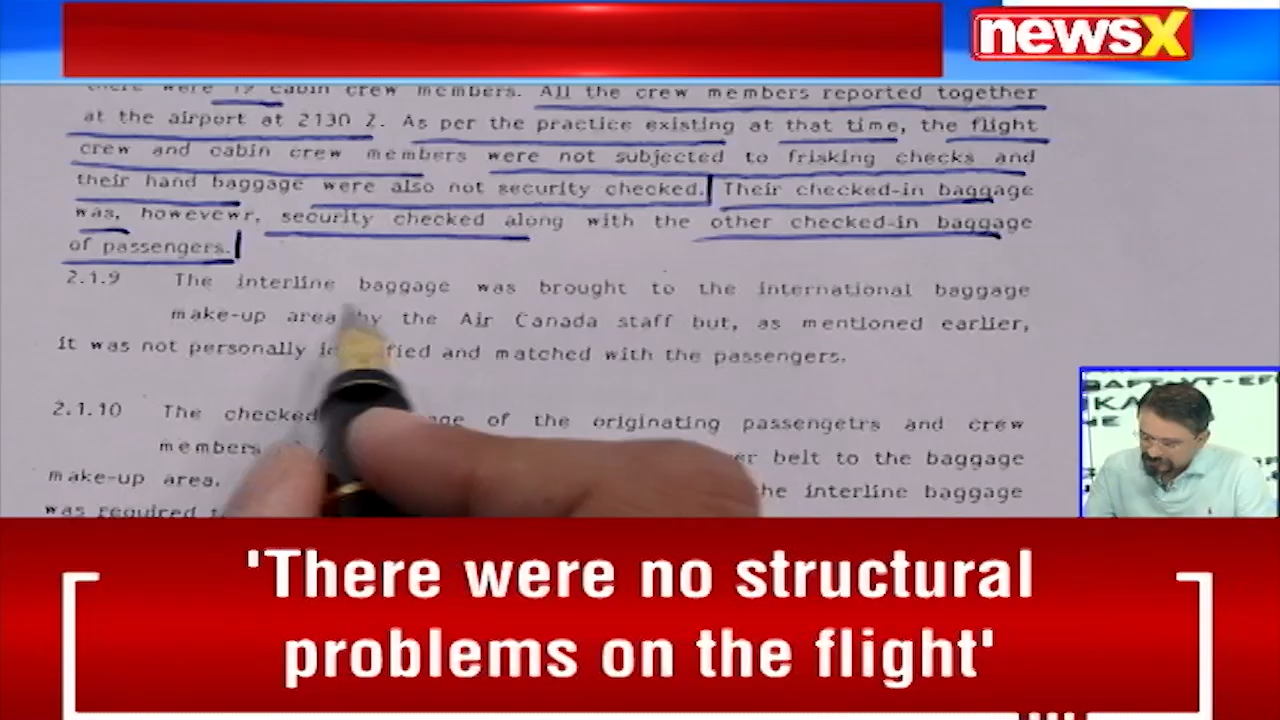 newsX
there were 19 cabin crew members. All the crew members reported together
at the airport at 2130 Z. As per the practice existing at that time, the flight
crew and cabin crew members were not subjected to frisking checks and
their hand baggage were also not security checked. Their checked-in baggage
was, howevewr, security checked along with the other checked-in baggage
of passengers.
2.1.9 The interline baggage was brought to the international baggage
make-up area by the Air Canada staff but, as mentioned earlier,
it was not personally and matched with the passengers.
2.1.10 The checked of the originating passengetrs and crew
members belt to the baggage
make-up area. the interline baggage
was required
'There were no structural
problems on the flight'